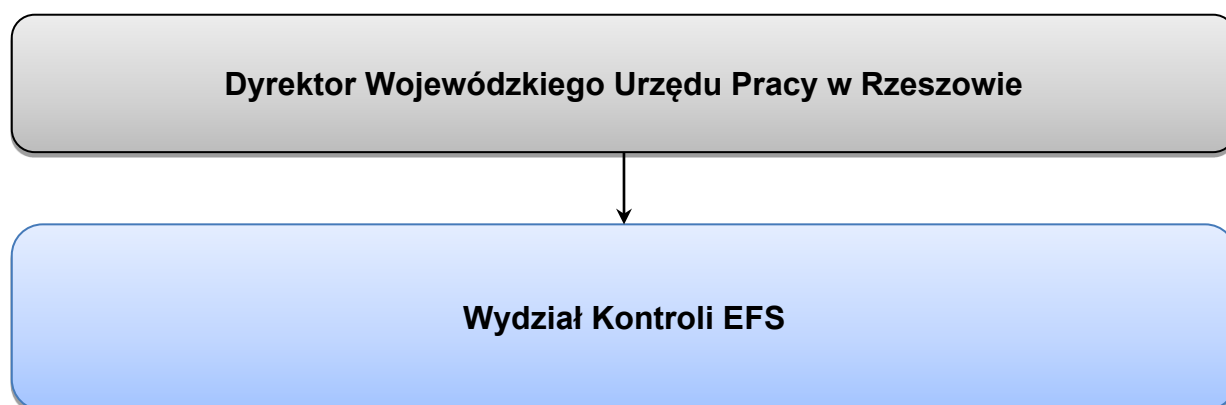 Dyrektor Wojewódzkiego Urzędu Pracy w Rzeszowie
Wydział Kontroli EFS